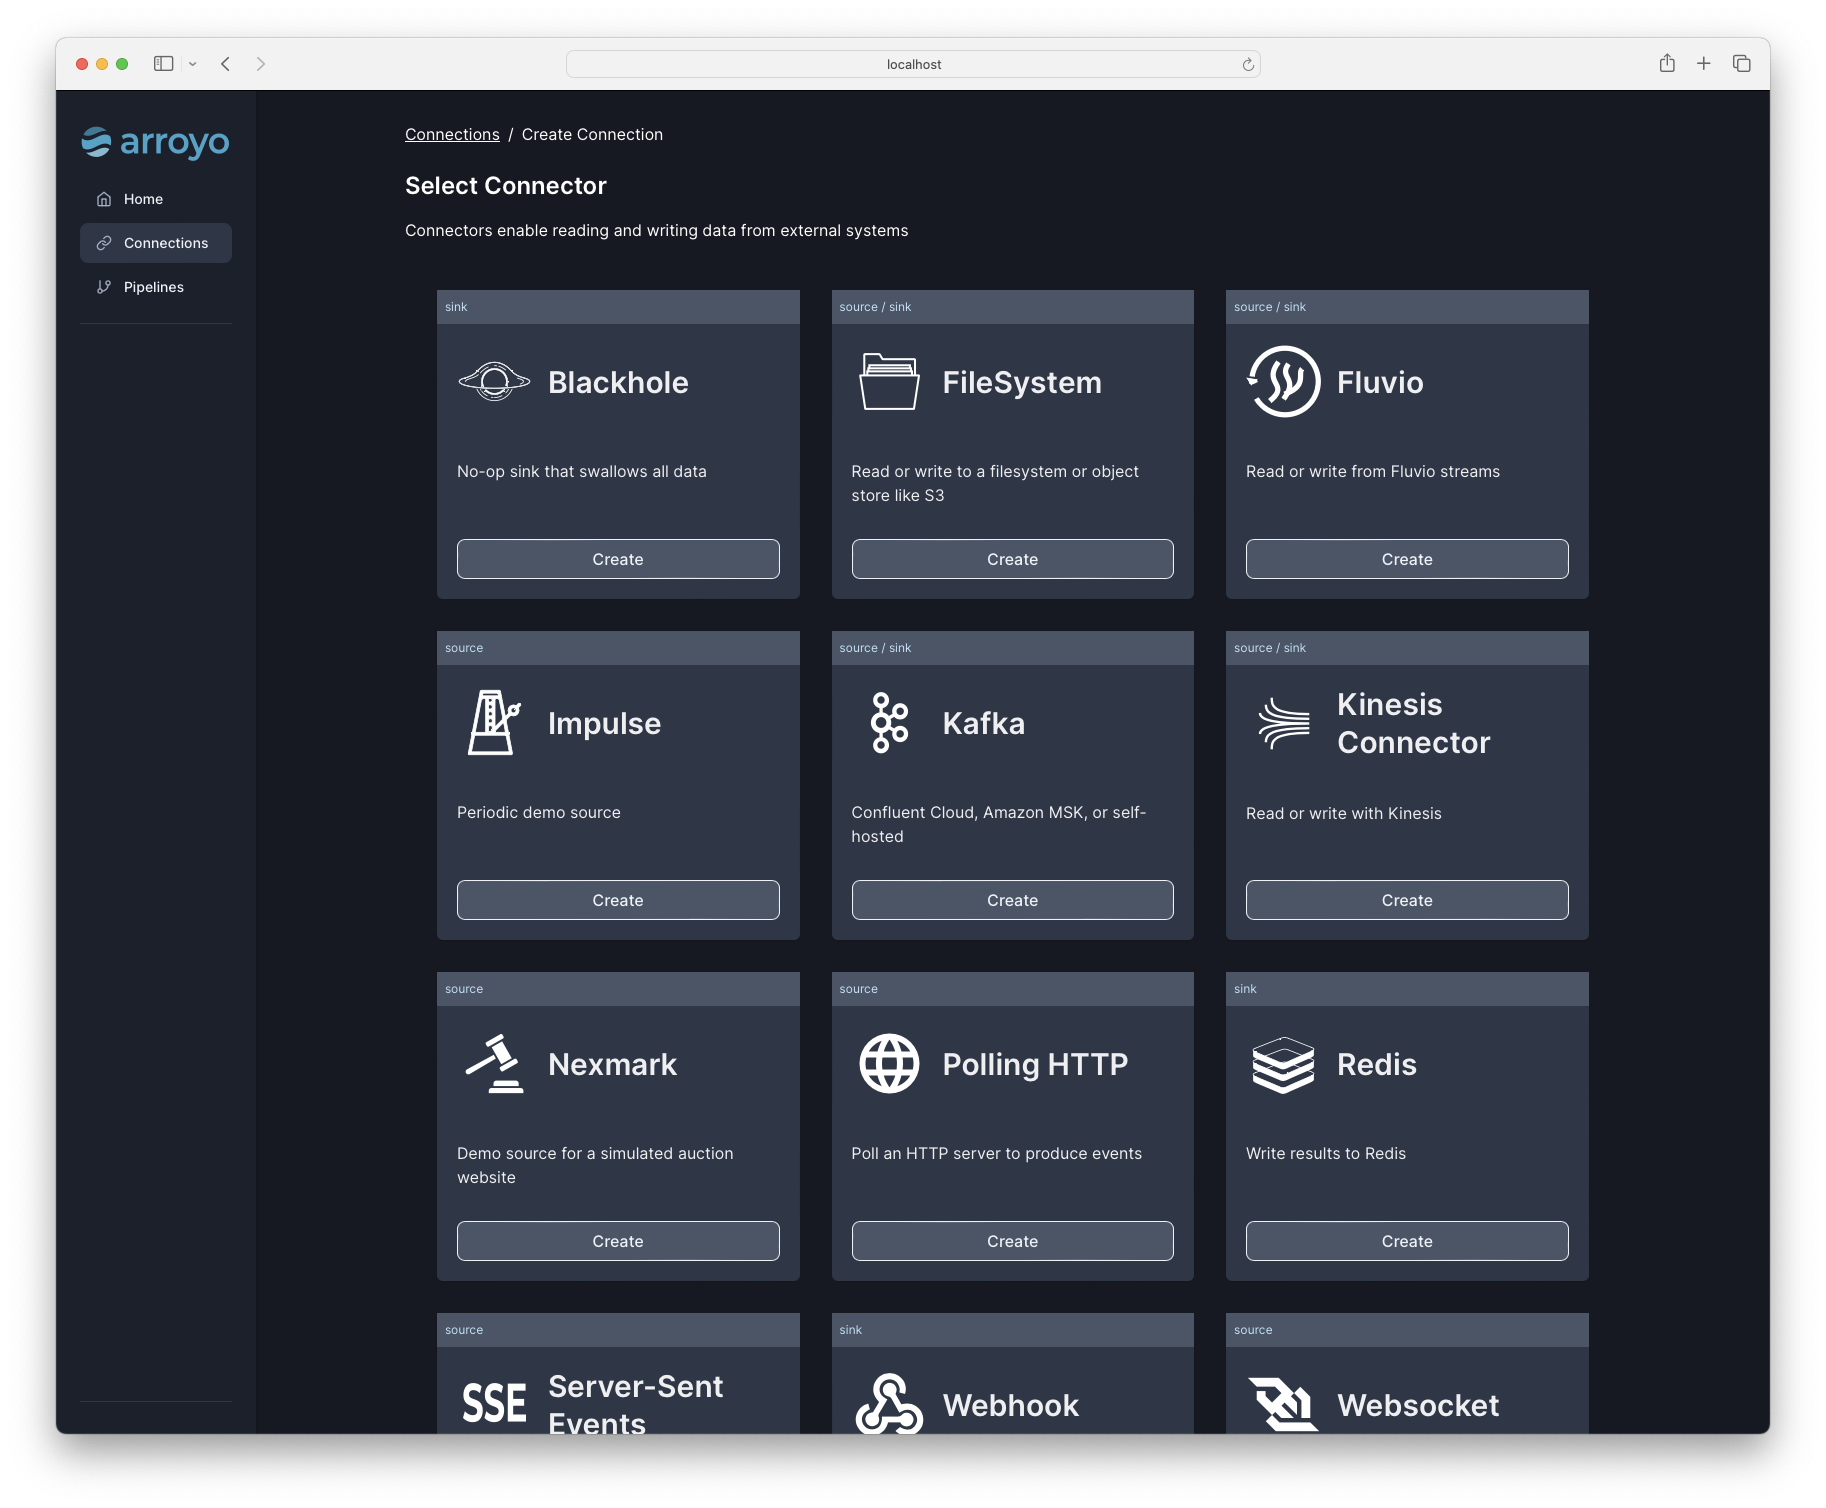 localhost
arroyo
Home
Connections
Pipelines
Connections / Create Connection
Select Connector
Connectors enable reading and writing data from external systems
sink
Blackhole
No-op sink that swallows all data
Create
source / sink
FileSystem
Read or write to a filesystem or object
store like S3
Create
source / sink
Fluvio
Read or write from Fluvio streams
Create
source
Impulse
Periodic demo source
Create
source / sink
Kafka
Confluent Cloud, Amazon MSK, or self-
hosted
Create
source / sink
Kinesis
Connector
Read or write with Kinesis
Create
source
Nexmark
Demo source for a simulated auction
website
Create
source
Polling HTTP
Poll an HTTP server to produce events
Create
sink
Redis
Write results to Redis
Create
source
SSE
Server-Sent
Events
sink
Webhook
source
Websocket